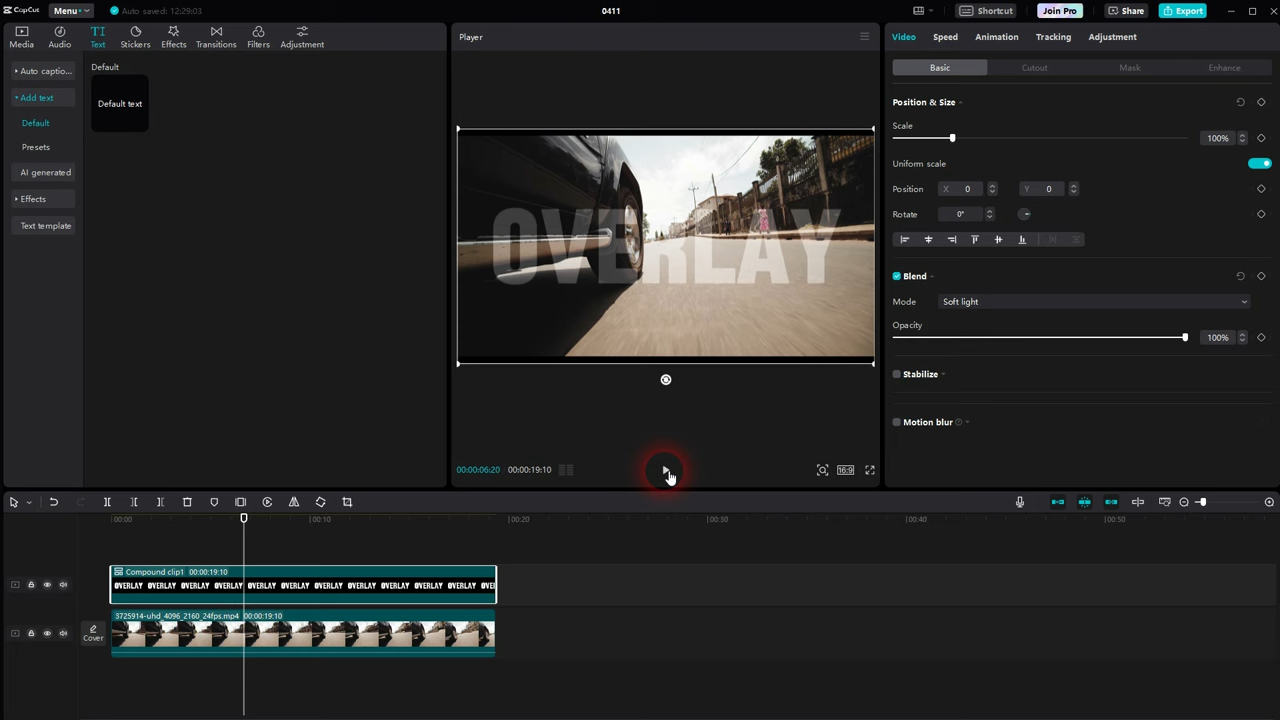 CapCut
Menu
Auto saved: 12:29:03
0411
Shortcut
Join Pro
Share
Export
Media
Audio
TI
Text
Stickers
Effects
Transitions
Filters
Adjustment
Auto captio...
Add text
Default
Presets
AI generated
Effects
Text template
Default
Default text
Player
OVERLAY
00:00:06:20
00:00:19:10
16:9
Video
Speed
Animation
Tracking
Adjustment
Basic
Cutout
Mask
Enhance
Position & Size
Scale
100%
Uniform scale
Position
X 0
Y 0
Rotate
0°
Blend
Mode
Soft light
Opacity
100%
Stabilize
Motion blur
00:00
00:10
00:20
00:30
00:40
00:50
Compound clip1 00:00:19:10
OVERLAY OVERLAY OVERLAY OVERLAY OVERLAY OVERLAY OVERLAY OVERLAY OVERLAY OVERLAY OVERLAY OVE
Cover
3725914-uhd_4096_2160_24fps.mp4 00:00:19:10